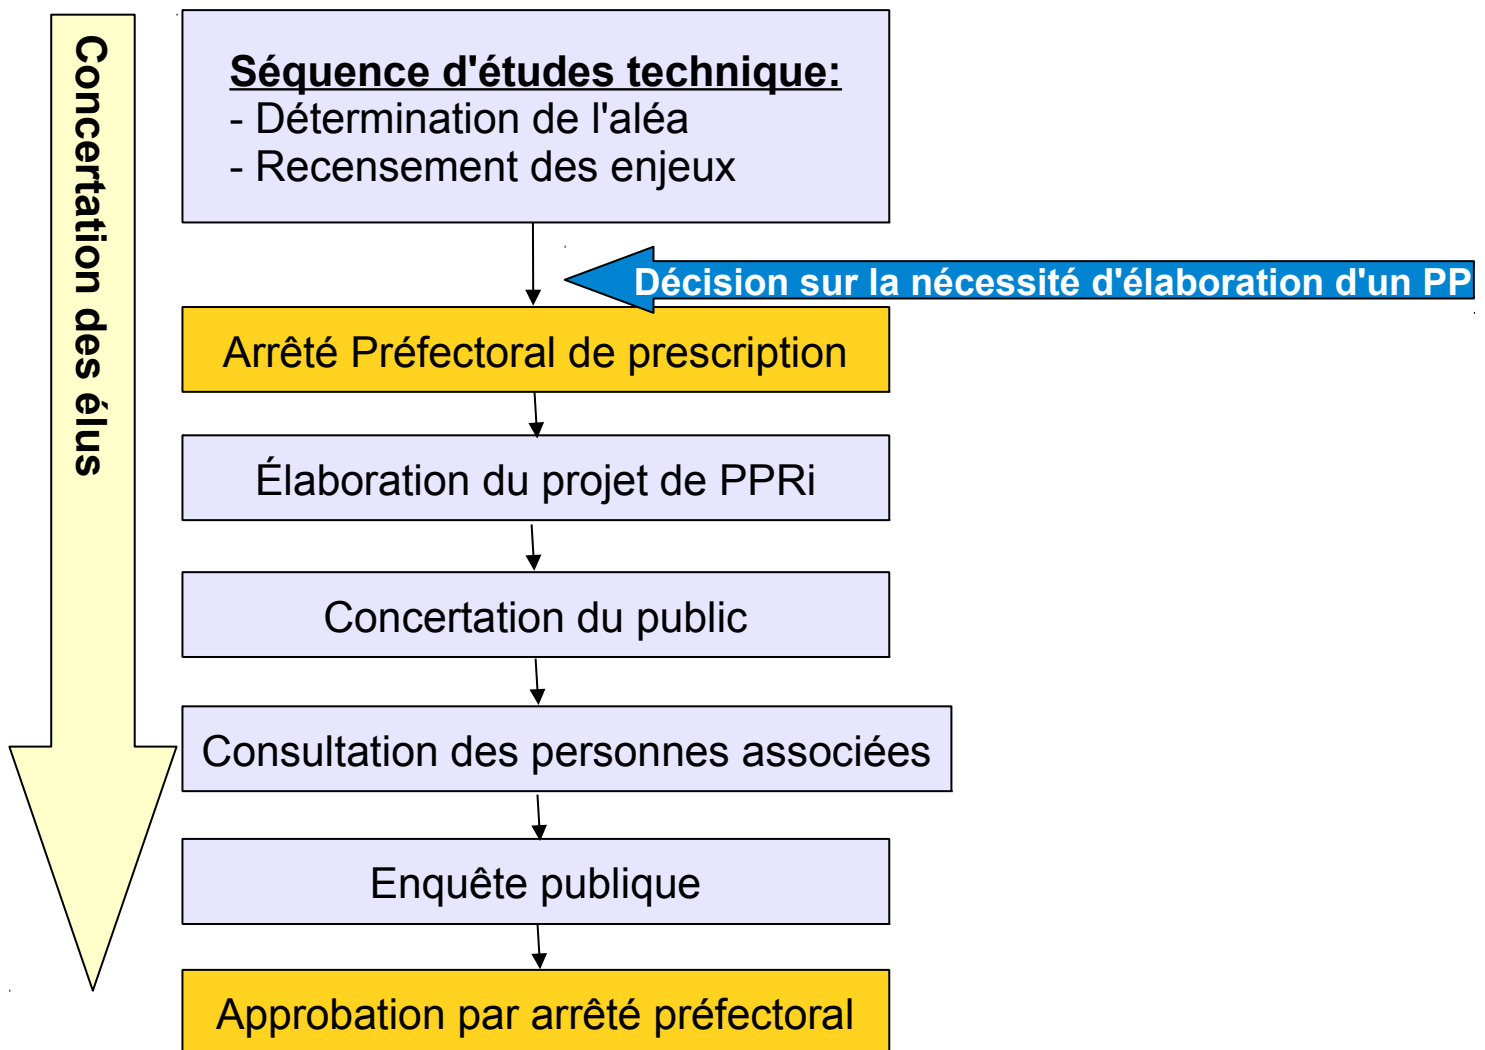 Concertation des élus
Séquence d'études technique:
- Détermination de l'aléa
- Recensement des enjeux
Décision sur la nécessité d'élaboration d'un PP
Arrêté Préfectoral de prescription
Élaboration du projet de PPRi
Concertation du public
Consultation des personnes associées
Enquête publique
Approbation par arrêté préfectoral